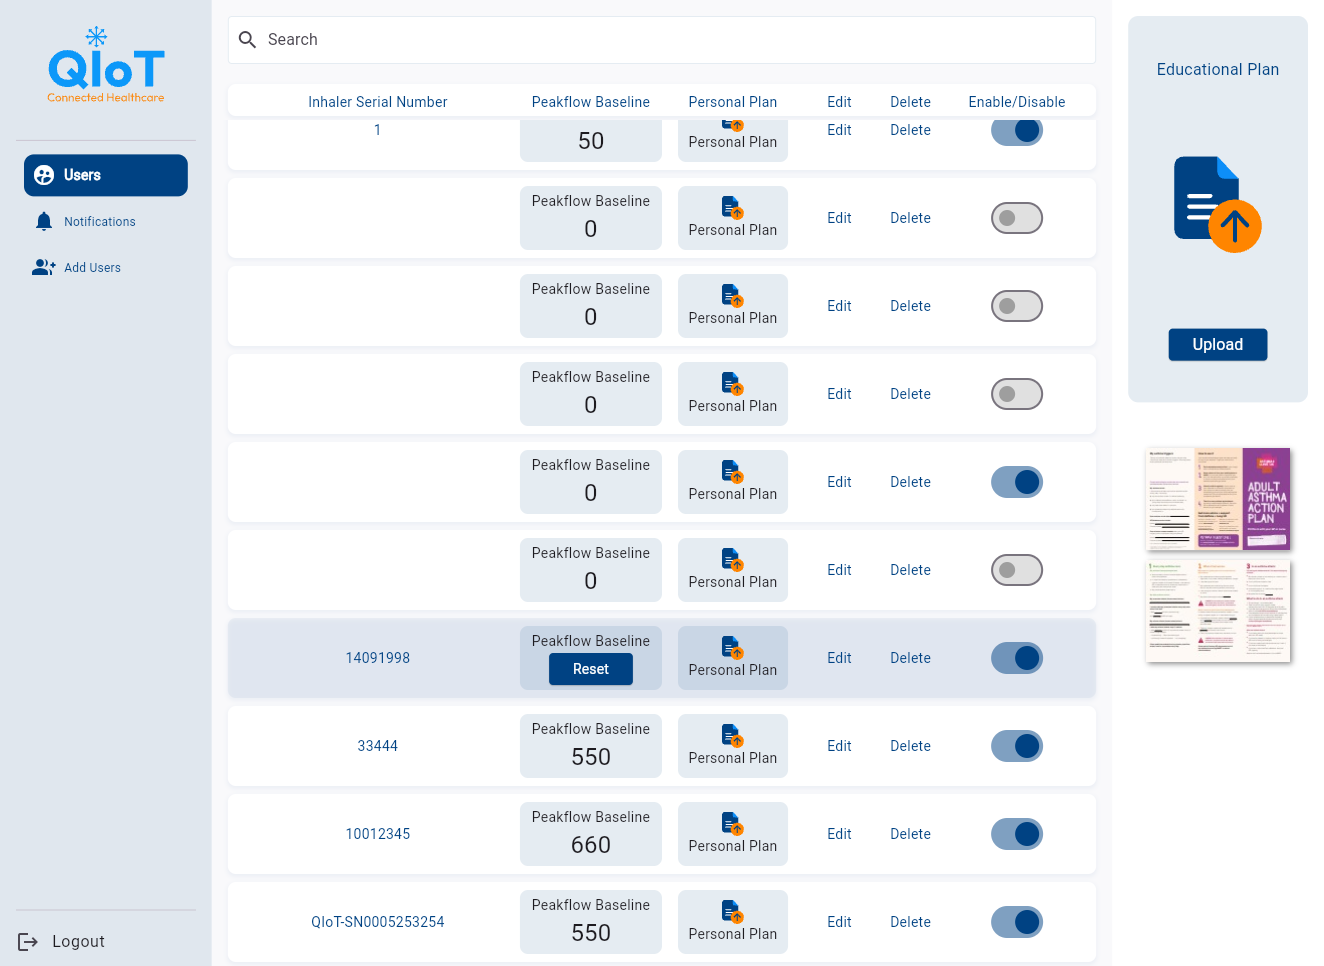 QIoT
Connected Healthcare
Users
Notifications
Add Users
Logout
Search
Inhaler Serial Number Peakflow Baseline Personal Plan Edit Delete Enable/Disable
1 50 Personal Plan Edit Delete
Peakflow Baseline
0 Personal Plan Edit Delete
Peakflow Baseline
0 Personal Plan Edit Delete
Peakflow Baseline
0 Personal Plan Edit Delete
Peakflow Baseline
0 Personal Plan Edit Delete
Peakflow Baseline
0 Personal Plan Edit Delete
14091998 Peakflow Baseline
Reset Personal Plan Edit Delete
33444 Peakflow Baseline
550 Personal Plan Edit Delete
10012345 Peakflow Baseline
660 Personal Plan Edit Delete
QIoT-SN0005253254 Peakflow Baseline
550 Personal Plan Edit Delete
Educational Plan
Upload
ADULT
ASTHMA
ACTION
PLAN